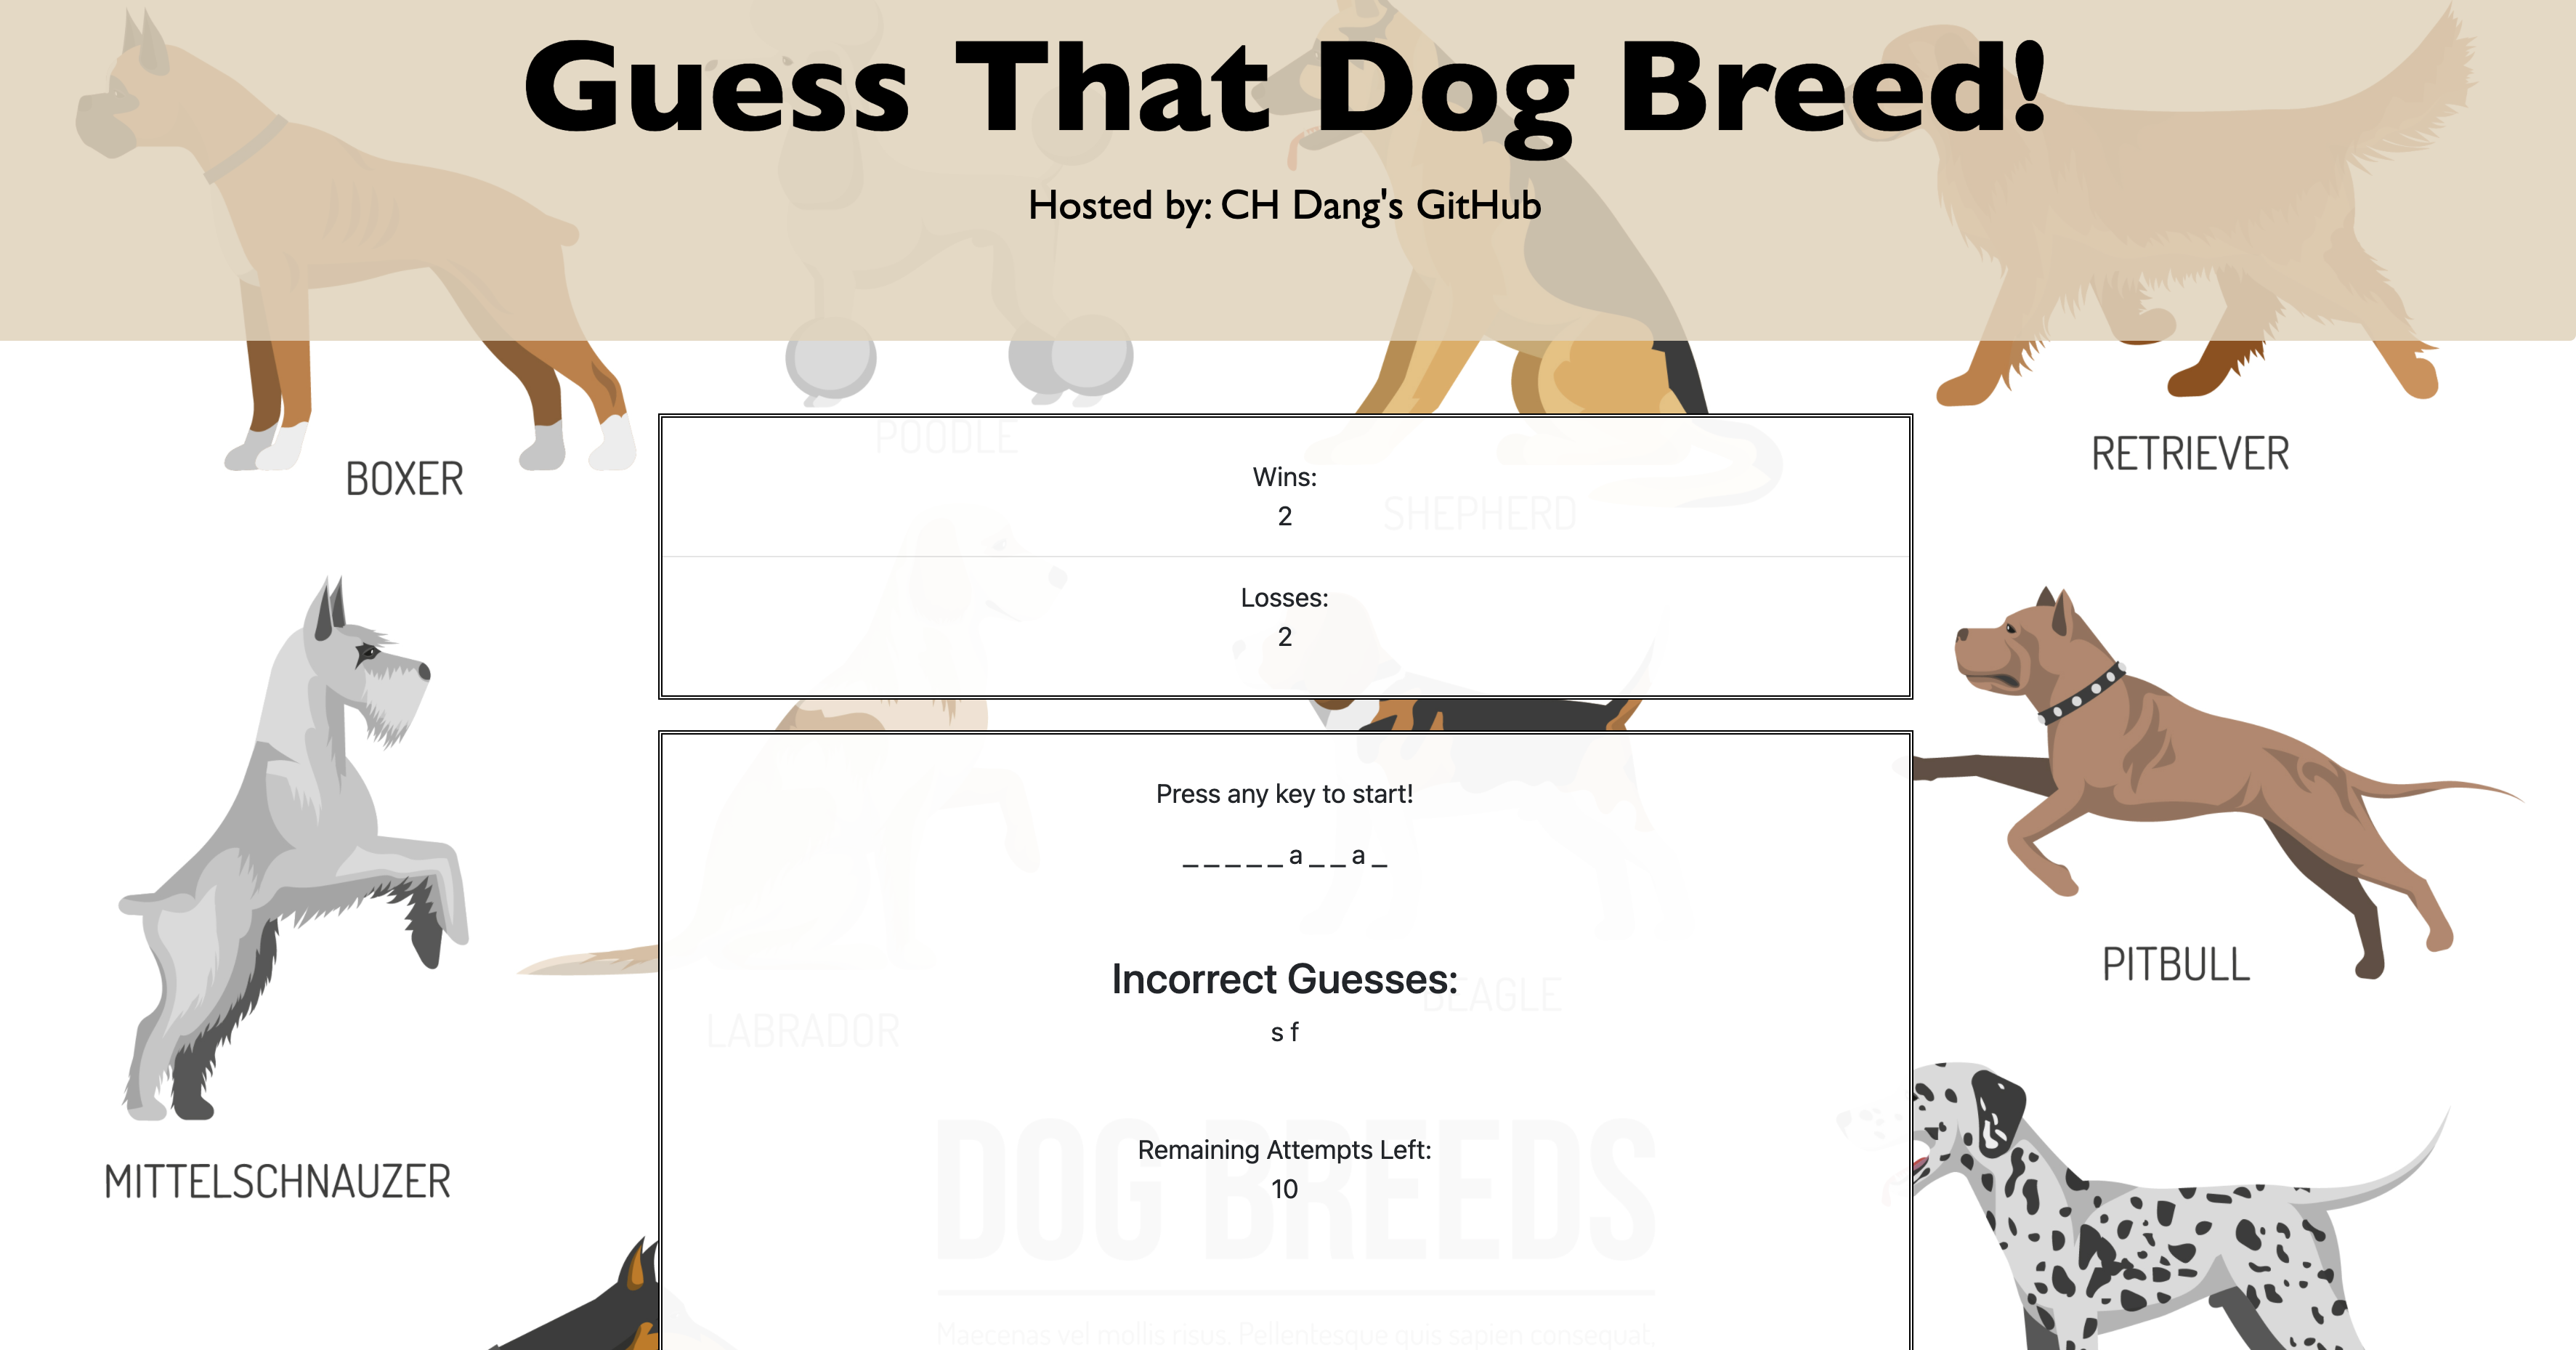 Guess That Dog Breed!
Hosted by: CH Dang's GitHub
POODLE
RETRIEVER
BOXER
Wins:
2
SHEPHERD
Losses:
2
Press any key to start!
_ _ _ _ _ a _ _ a _
Incorrect Guesses:
BEAGLE
PITBULL
s f
LABRADOR
Remaining Attempts Left:
10
DOG BREEDS
MITTELSCHNAUZER
Maecenas vel mollis risus. Pellentesque quis sapien consequat,